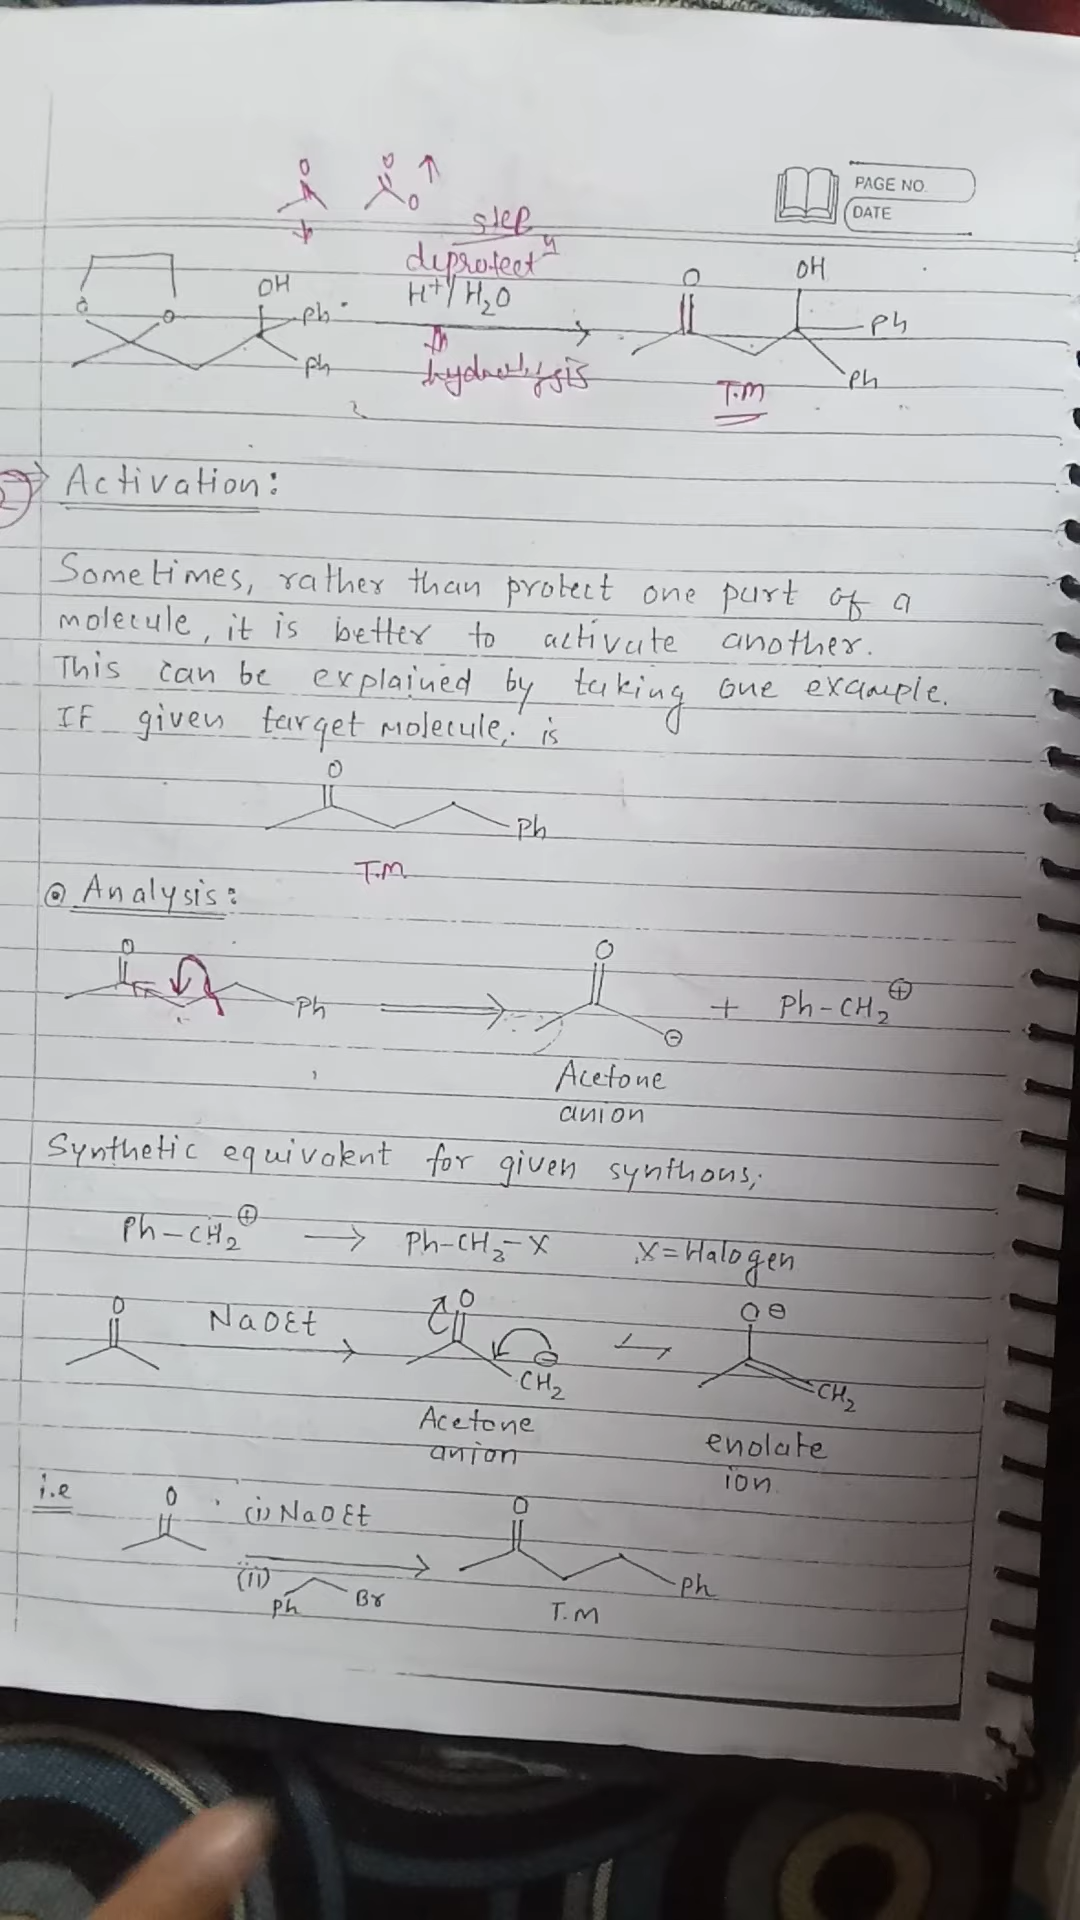 O O ↑
O
PAGE NO.
DATE
step 4
deprotectⁿ
H⁺/H₂O
hydrolysis
O O OH Ph Ph
O OH Ph Ph
T.M
2 Activation:
Sometimes, rather than protect one part of a
molecule, it is better to activate another.
This can be explained by taking one example.
IF given target molecule, is
O
Ph
T.M
Analysis:
O Ph O ⊖ + Ph-CH₂⊕
Acetone
anion
Synthetic equivalent for given synthons;
Ph-CH₂⊕ → Ph-CH₂-X X=Halogen
O NaOEt → O ⊖ CH₂ ⇌ O⊖ CH₂
Acetone
anion
enolate
ion
i.e O (i) NaOEt → O Ph
(ii) Ph Br
T.M